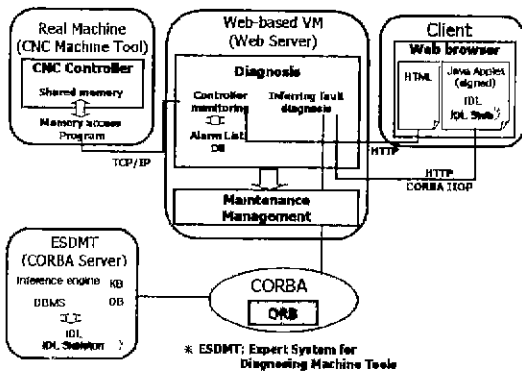 Real Machine
(CNC Machine Tool)
CNC Controller
Shared memory
Memory access
Program
TCP/IP
Web-based VM
(Web Server)
Diagnosis
Controller
monitoring
Alarm List
DB
Inferring fault
diagnosis
Maintenance
Management
Client
Web browser
HTML
Java Applet
(signed)
IDL
IDL Stub
HTTP
HTTP
CORBA IIOP
ESDMT
(CORBA Server)
Inference engine KB
DBMS DB
IDL
IDL Skeleton
CORBA
ORB
* ESDMT: Expert System for
Diagnosing Machine Tools